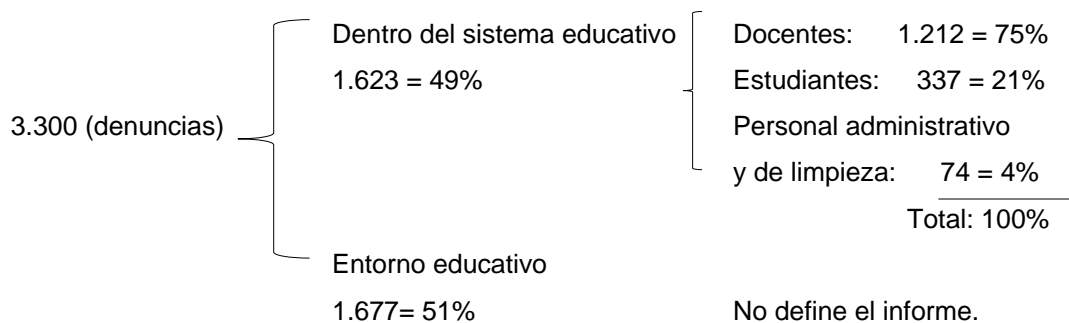 Dentro del sistema educativo
1.623 = 49%
Docentes: 1.212 = 75%
Estudiantes: 337 = 21%
Personal administrativo
y de limpieza: 74 = 4%
Total: 100%
3.300 (denuncias)
Entorno educativo
1.677= 51%
No define el informe.